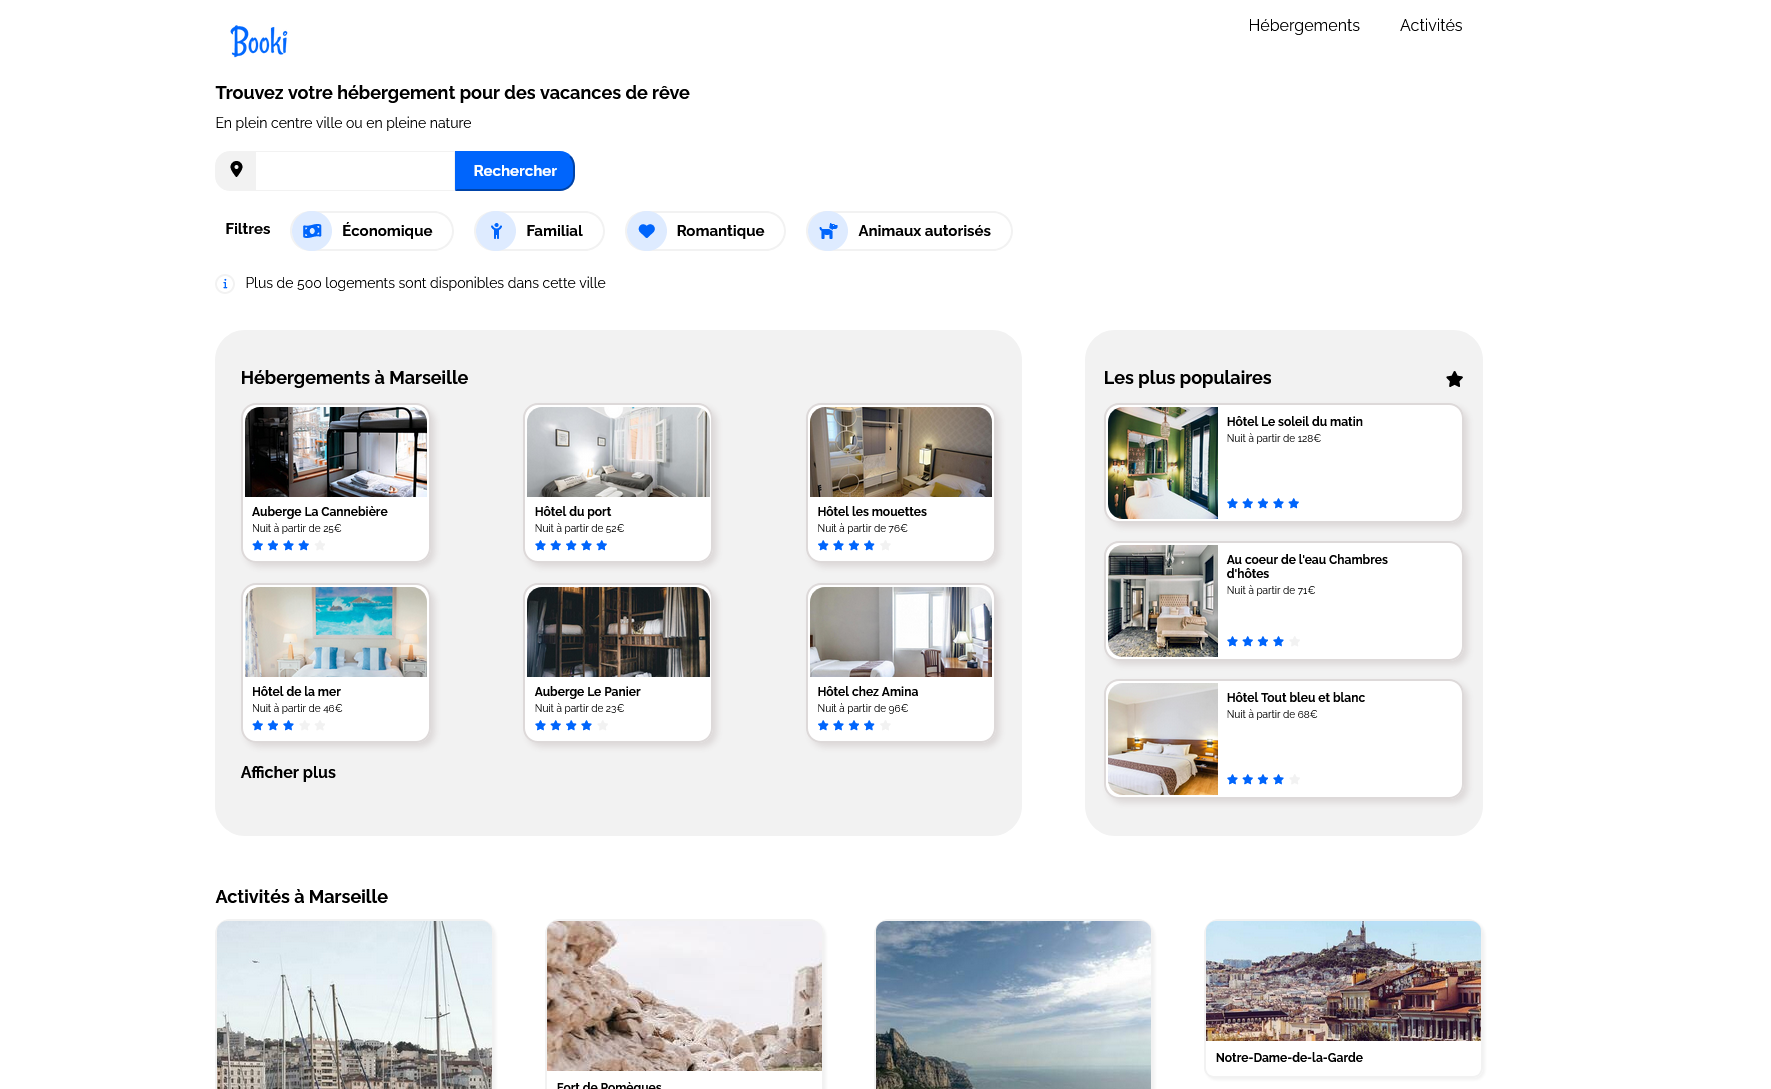 Booki
Hébergements
Activités
Trouvez votre hébergement pour des vacances de rêve
En plein centre ville ou en pleine nature
Rechercher
Filtres
Économique
Familial
Romantique
Animaux autorisés
Plus de 500 logements sont disponibles dans cette ville
Hébergements à Marseille
Auberge La Cannebière
Nuit à partir de 25€
Hôtel du port
Nuit à partir de 52€
Hôtel les mouettes
Nuit à partir de 76€
Hôtel de la mer
Nuit à partir de 46€
Auberge Le Panier
Nuit à partir de 23€
Hôtel chez Amina
Nuit à partir de 96€
Afficher plus
Les plus populaires
Hôtel Le soleil du matin
Nuit à partir de 128€
Au coeur de l'eau Chambres
d'hôtes
Nuit à partir de 71€
Hôtel Tout bleu et blanc
Nuit à partir de 68€
Activités à Marseille
Fort de Pomègues
Notre-Dame-de-la-Garde